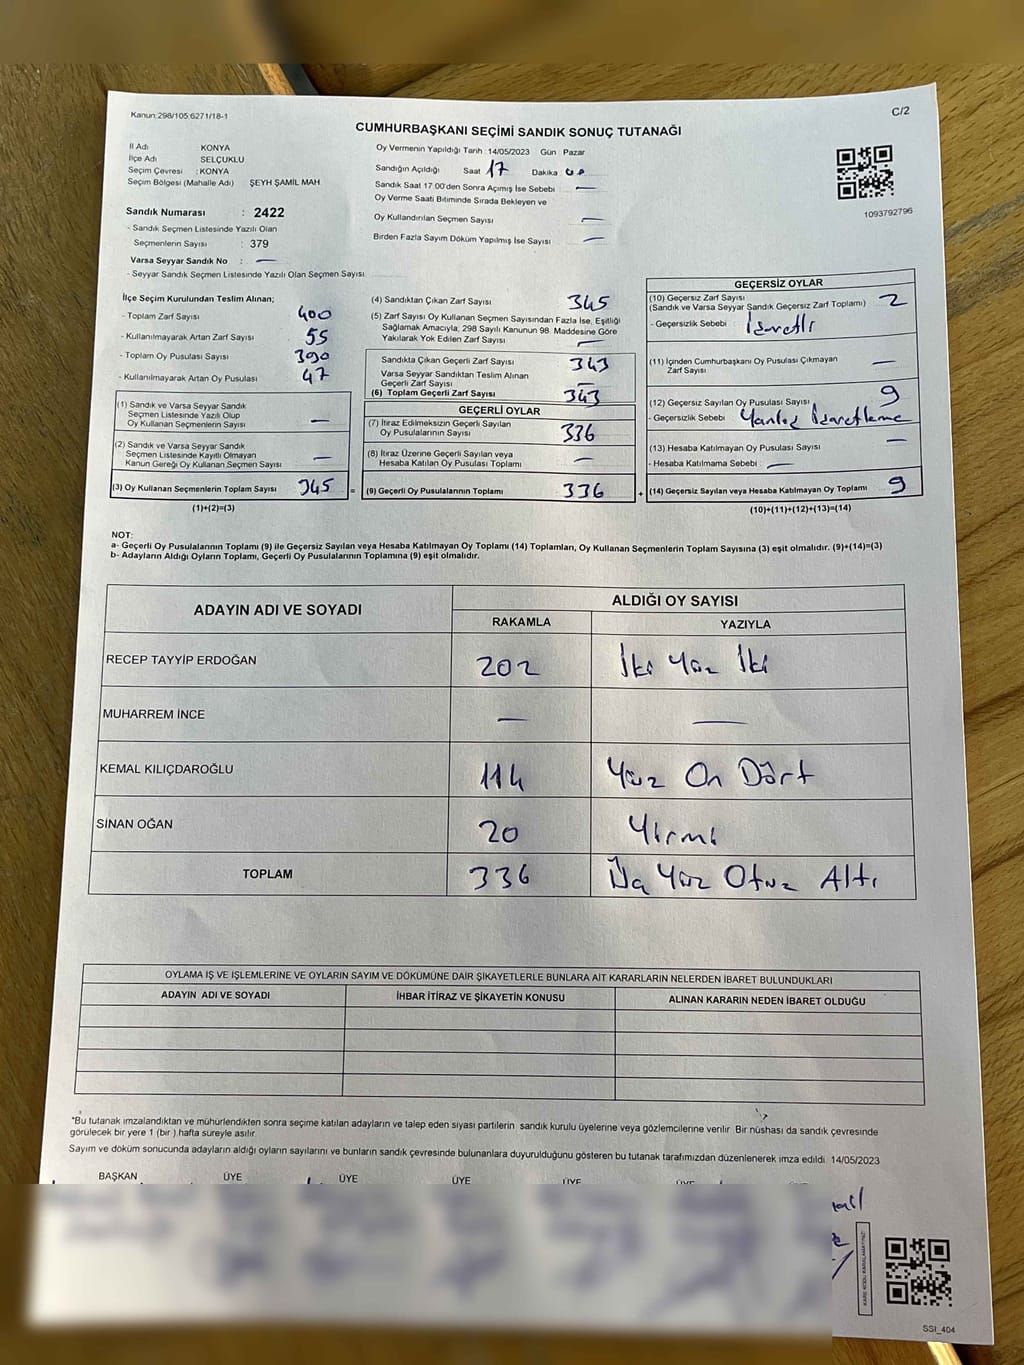 Kanun:298/105:6271/18-1
C/2
CUMHURBAŞKANI SEÇİMİ SANDIK SONUÇ TUTANAĞI
İl Adı KONYA
İlçe Adı SELÇUKLU
Seçim Çevresi : KONYA
Seçim Bölgesi (Mahalle Adı) ŞEYH ŞAMİL MAH
Sandık Numarası : 2422
- Sandık Seçmen Listesinde Yazılı Olan
Seçmenlerin Sayısı : 379
Varsa Seyyar Sandık No : —
- Seyyar Sandık Seçmen Listesinde Yazılı Olan Seçmen Sayısı
Oy Vermenin Yapıldığı Tarih : 14/05/2023 Gün : Pazar
Sandığın Açıldığı Saat 17 Dakika 00
Sandık Saat 17:00'den Sonra Açımış İse Sebebi —
Oy Verme Saati Bitiminde Sırada Bekleyen ve
Oy Kullandırılan Seçmen Sayısı —
Birden Fazla Sayım Döküm Yapılmış İse Sayısı —
1093792796
İlçe Seçim Kurulundan Teslim Alınan;
- Toplam Zarf Sayısı 400
- Kullanılmayarak Artan Zarf Sayısı 55
- Toplam Oy Pusulası Sayısı 390
- Kullanılmayarak Artan Oy Pusulası 47
(1) Sandık ve Varsa Seyyar Sandık
Seçmen Listesinde Yazılı Olup
Oy Kullanan Seçmenlerin Sayısı —
(2) Sandık ve Varsa Seyyar Sandık
Seçmen Listesinde Kayıtlı Olmayan
Kanun Gereği Oy Kullanan Seçmen Sayısı —
(3) Oy Kullanan Seçmenlerin Toplam Sayısı 345 =
(1)+(2)=(3)
(4) Sandıktan Çıkan Zarf Sayısı 345
(5) Zarf Sayısı Oy Kullanan Seçmen Sayısından Fazla İse, Eşitliği
Sağlamak Amacıyla, 298 Sayılı Kanunun 98. Maddesine Göre
Yakılarak Yok Edilen Zarf Sayısı —
Sandıkta Çıkan Geçerli Zarf Sayısı 343
Varsa Seyyar Sandıktan Teslim Alınan
Geçerli Zarf Sayısı —
(6) Toplam Geçerli Zarf Sayısı 343
GEÇERLİ OYLAR
(7) İtiraz Edilmeksizin Geçerli Sayılan
Oy Pusulalarının Sayısı 336
(8) İtiraz Üzerine Geçerli Sayılan veya
Hesaba Katılan Oy Pusulası Toplamı —
(9) Geçerli Oy Pusulalarının Toplamı 336 +
GEÇERSİZ OYLAR
(10) Geçersiz Zarf Sayısı
(Sandık ve Varsa Seyyar Sandık Geçersiz Zarf Toplamı) 2
- Geçersizlik Sebebi İşaretli
(11) İçinden Cumhurbaşkanı Oy Pusulası Çıkmayan
Zarf Sayısı —
(12) Geçersiz Sayılan Oy Pusulası Sayısı 9
- Geçersizlik Sebebi Yanlış İşaretleme
(13) Hesaba Katılmayan Oy Pusulası Sayısı —
- Hesaba Katılmama Sebebi —
(14) Geçersiz Sayılan veya Hesaba Katılmayan Oy Toplamı 9
(10)+(11)+(12)+(13)=(14)
NOT:
a- Geçerli Oy Pusulalarının Toplamı (9) ile Geçersiz Sayılan veya Hesaba Katılmayan Oy Toplamı (14) Toplamları, Oy Kullanan Seçmenlerin Toplam Sayısına (3) eşit olmalıdır. (9)+(14)=(3)
b- Adayların Aldığı Oyların Toplamı, Geçerli Oy Pusulalarının Toplamına (9) eşit olmalıdır.
ADAYIN ADI VE SOYADI ALDIĞI OY SAYISI
RAKAMLA YAZIYLA
RECEP TAYYİP ERDOĞAN 202 İki Yüz İki
MUHARREM İNCE — —
KEMAL KILIÇDAROĞLU 114 Yüz On Dört
SİNAN OĞAN 20 Yirmi
TOPLAM 336 Üç Yüz Otuz Altı
OYLAMA İŞ VE İŞLEMLERİNE VE OYLARIN SAYIM VE DÖKÜMÜNE DAİR ŞİKAYETLERLE BUNLARA AİT KARARLARIN NELERDEN İBARET BULUNDUKLARI
ADAYIN ADI VE SOYADI İHBAR İTİRAZ VE ŞİKAYETİN KONUSU ALINAN KARARIN NEDEN İBARET OLDUĞU
*Bu tutanak imzalandıktan ve mühürlendikten sonra seçime katılan adayların ve talep eden siyasi partilerin sandık kurulu üyelerine veya gözlemcilerine verilir Bir nüshası da sandık çevresinde
görülecek bir yere 1 (bir ) hafta süreyle asılır
Sayım ve döküm sonucunda adayların aldığı oyların sayılarını ve bunların sandık çevresinde bulunanlara duyurulduğunu gösteren bu tutanak tarafımızdan düzenlenerek imza edildi. 14/05/2023
BAŞKAN ÜYE ÜYE ÜYE ÜYE ÜYE
KARE KODU KARALAMAYINIZ
SSI_404